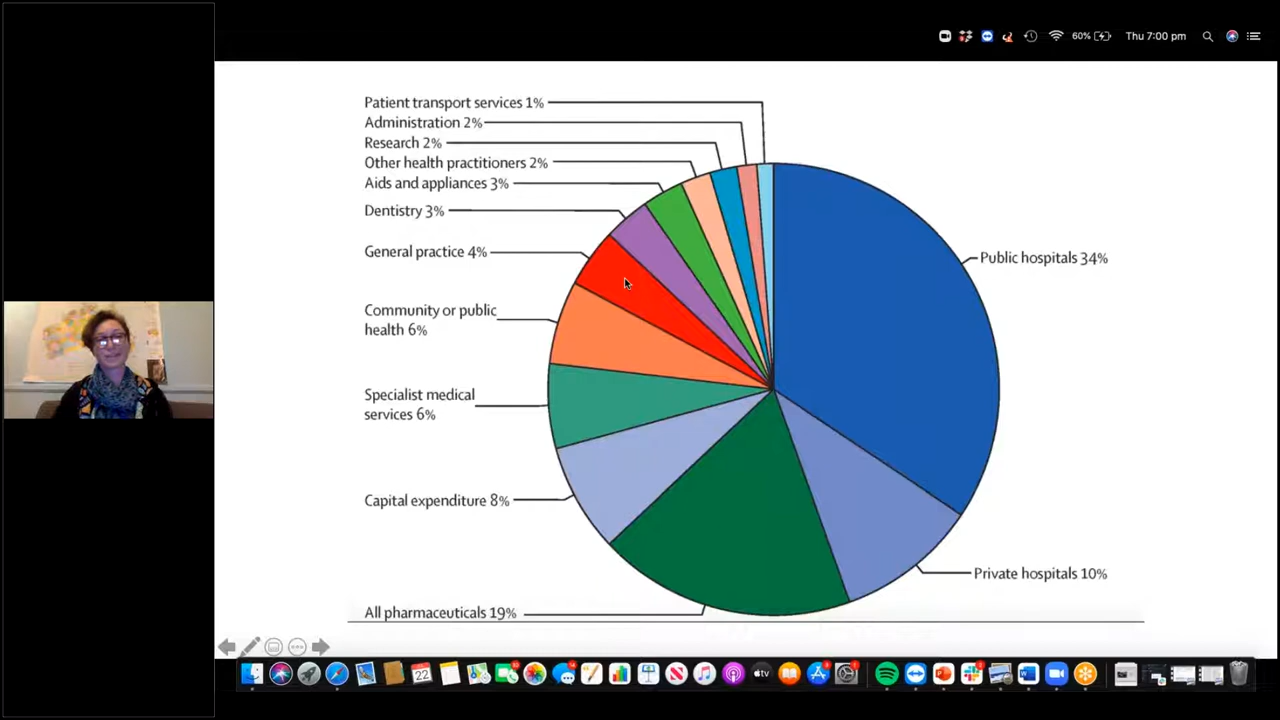 60%
Thu 7:00 pm
Patient transport services 1%
Administration 2%
Research 2%
Other health practitioners 2%
Aids and appliances 3%
Dentistry 3%
General practice 4%
Public hospitals 34%
Community or public
health 6%
Specialist medical
services 6%
Capital expenditure 8%
Private hospitals 10%
All pharmaceuticals 19%
22
tv